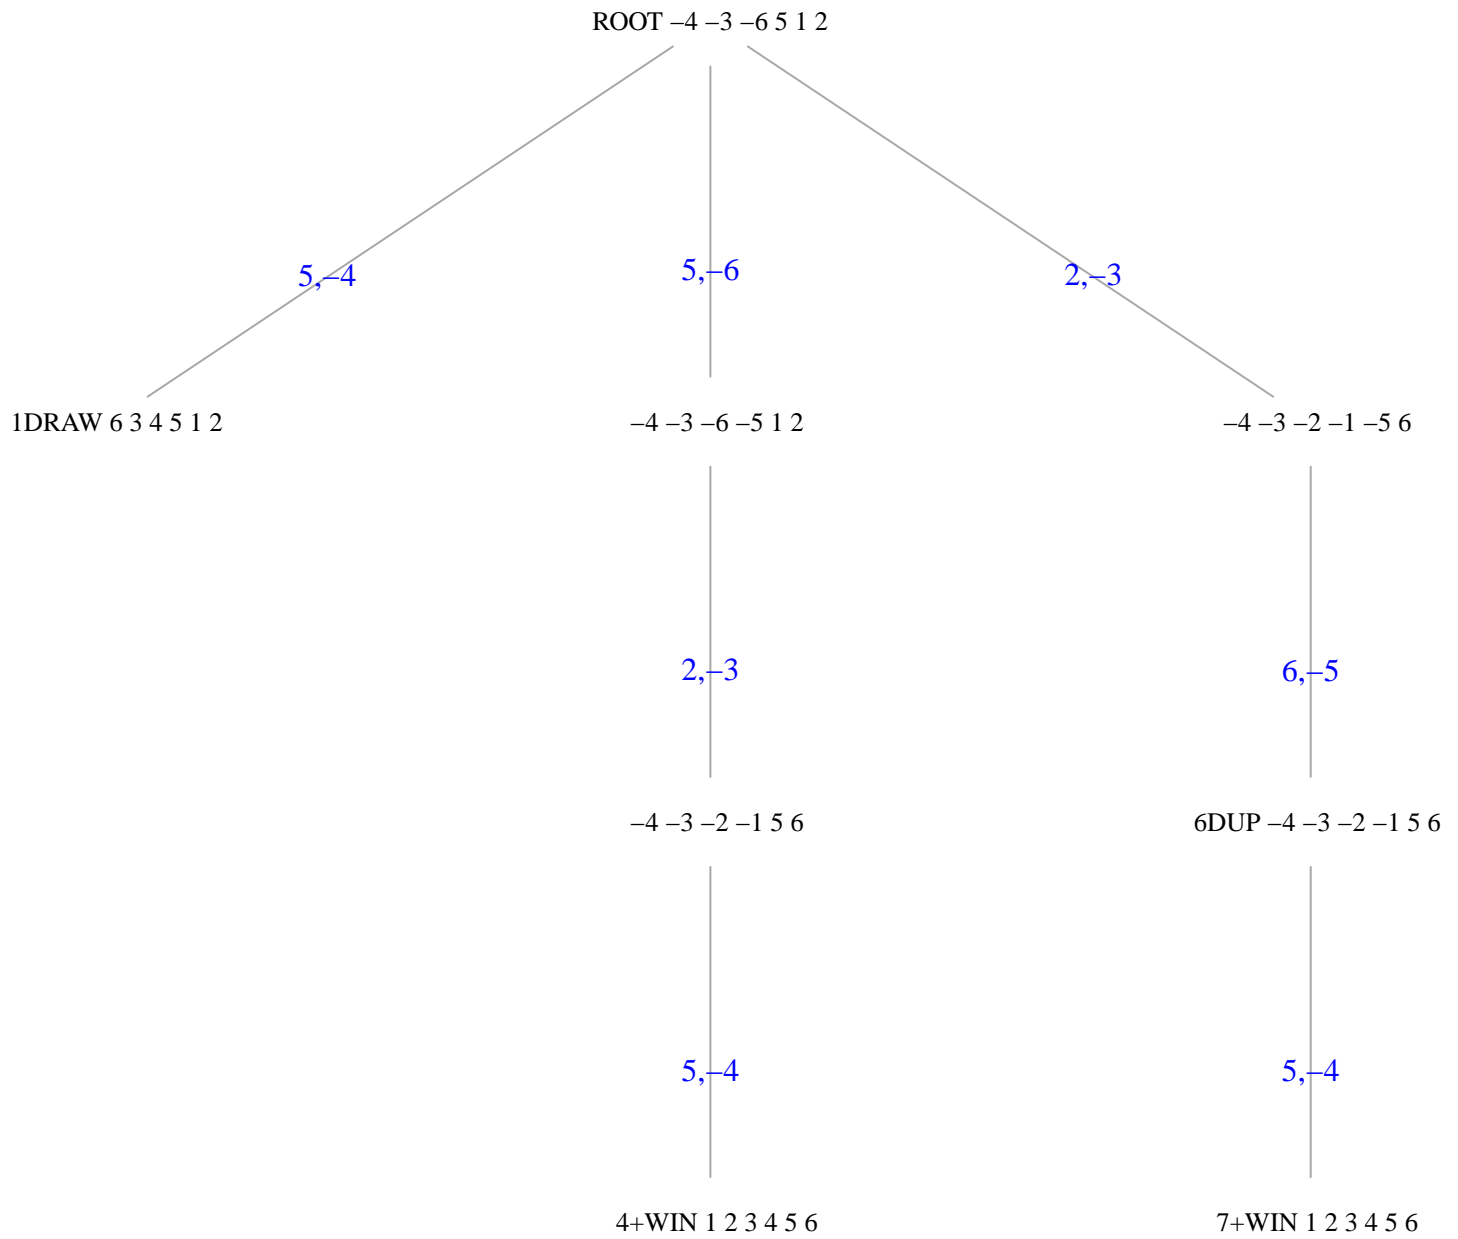 ROOT –4 –3 –6 5 1 2
5,–4
5,–6
2,–3
1DRAW 6 3 4 5 1 2
–4 –3 –6 –5 1 2
–4 –3 –2 –1 –5 6
2,–3
6,–5
–4 –3 –2 –1 5 6
6DUP –4 –3 –2 –1 5 6
5,–4
5,–4
4+WIN 1 2 3 4 5 6
7+WIN 1 2 3 4 5 6